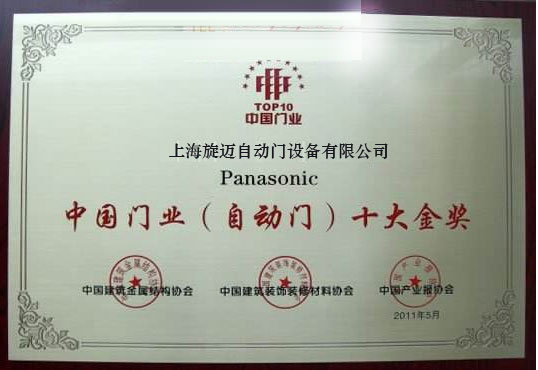 TOP10
中国门业
上海旋迈自动门设备有限公司
Panasonic
中国门业（自动门）十大金奖
中国建筑金属结构协会 中国建筑装饰装修材料协会 中国产业报协会
2011年5月